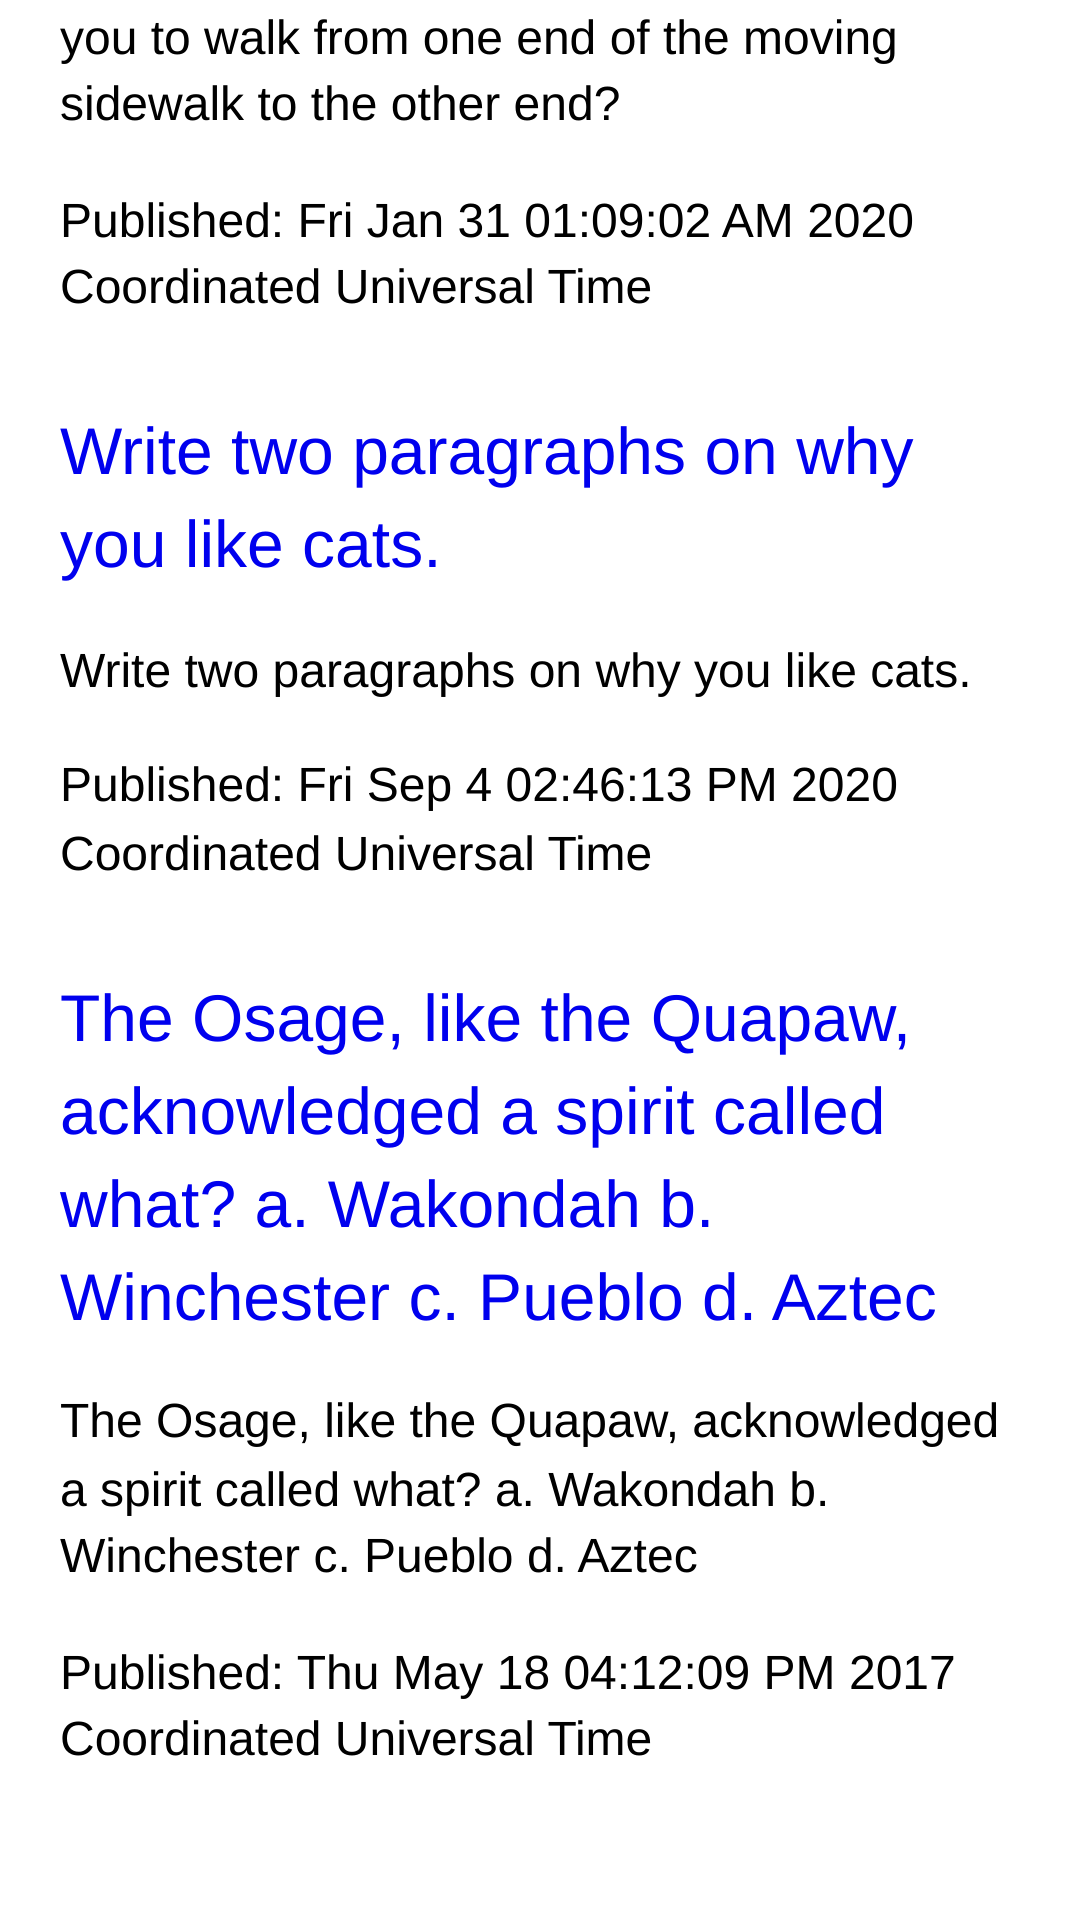 you to walk from one end of the moving
sidewalk to the other end?
Published: Fri Jan 31 01:09:02 AM 2020
Coordinated Universal Time
Write two paragraphs on why
you like cats.
Write two paragraphs on why you like cats.
Published: Fri Sep 4 02:46:13 PM 2020
Coordinated Universal Time
The Osage, like the Quapaw,
acknowledged a spirit called
what? a. Wakondah b.
Winchester c. Pueblo d. Aztec
The Osage, like the Quapaw, acknowledged
a spirit called what? a. Wakondah b.
Winchester c. Pueblo d. Aztec
Published: Thu May 18 04:12:09 PM 2017
Coordinated Universal Time